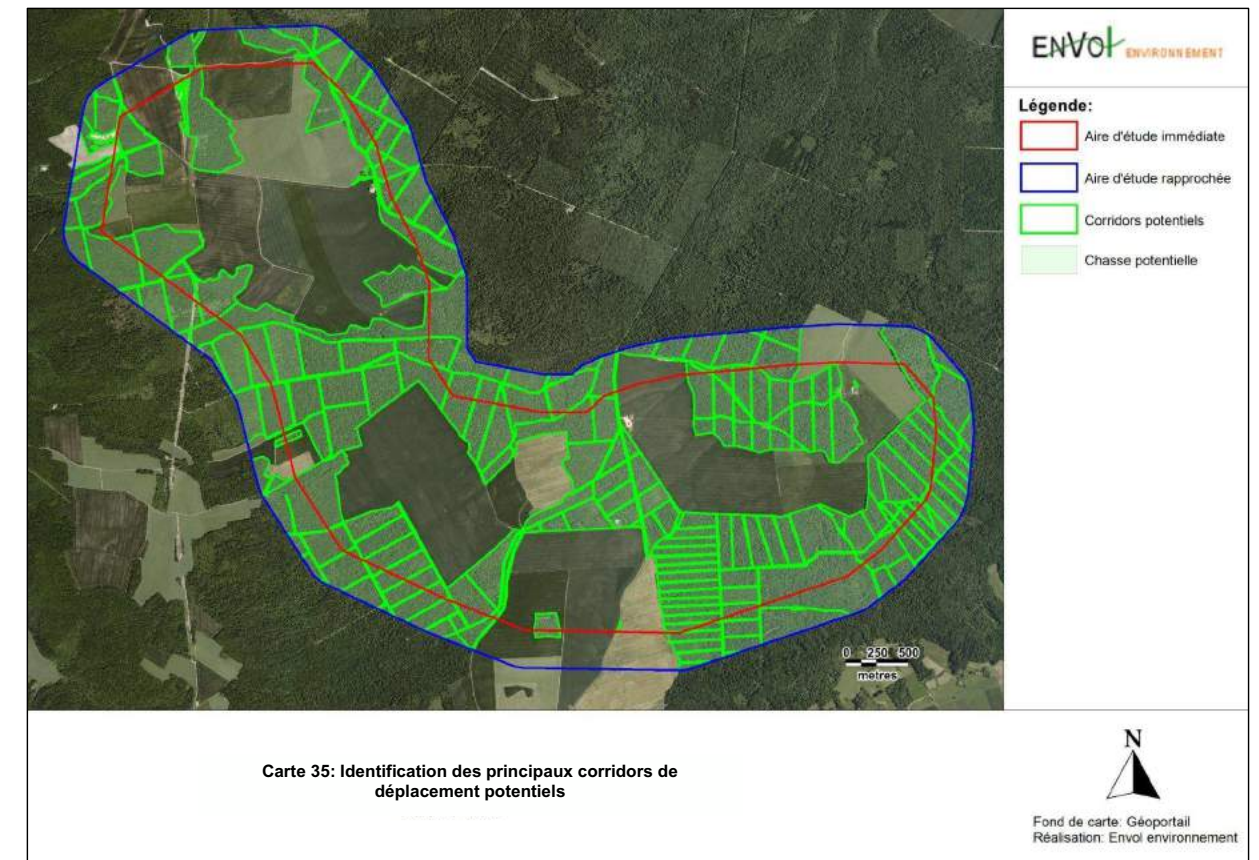 ENVOL ENVIRONNEMENT
Légende:
Aire d'étude immédiate
Aire d'étude rapprochée
Corridors potentiels
Chasse potentielle
0 250 500
metres
Carte 35: Identification des principaux corridors de
déplacement potentiels
N
Fond de carte: Géoportail
Réalisation: Envol environnement